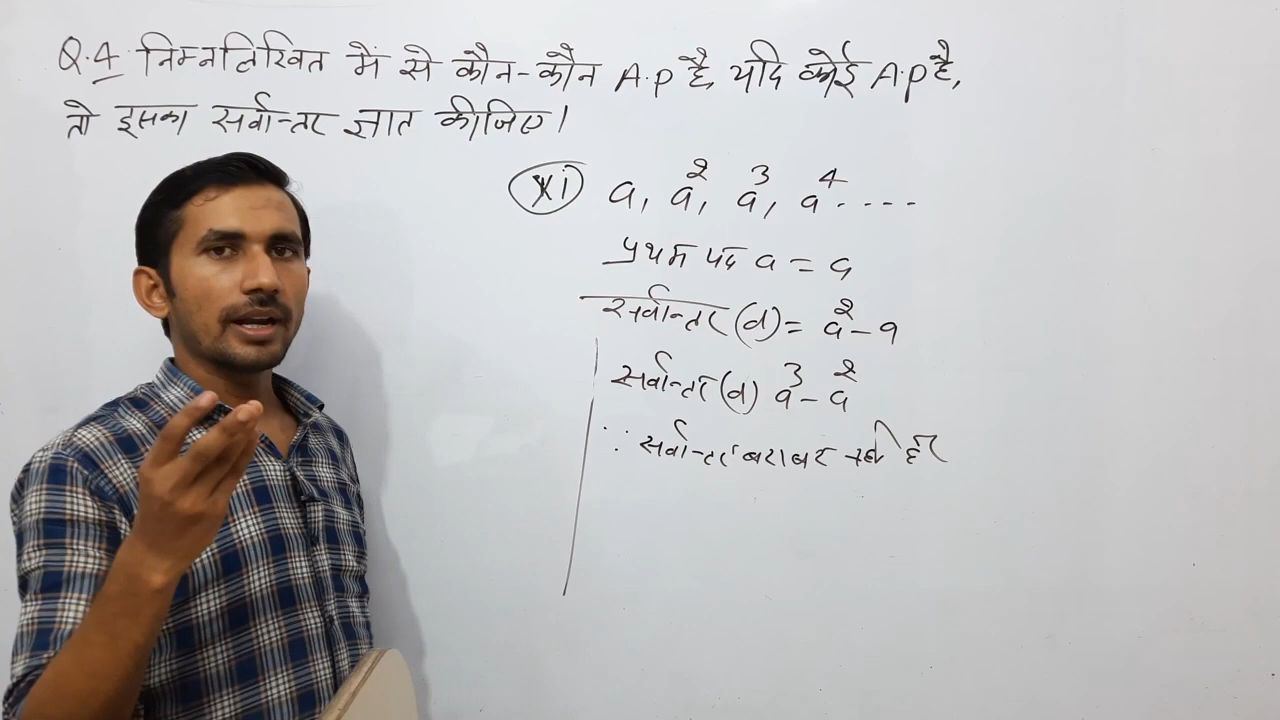 Q.4 निम्नलिखित में से कौन-कौन A.P है, यदि कोई A.P है,
तो इसका सर्वान्तर ज्ञात कीजिए।
(xi) a, a², a³, a⁴ ....
प्रथम पद a = a
सर्वान्तर (d) = a² - a
सर्वान्तर (d) a³ - a²
∵ सर्वान्तर बराबर नहीं है